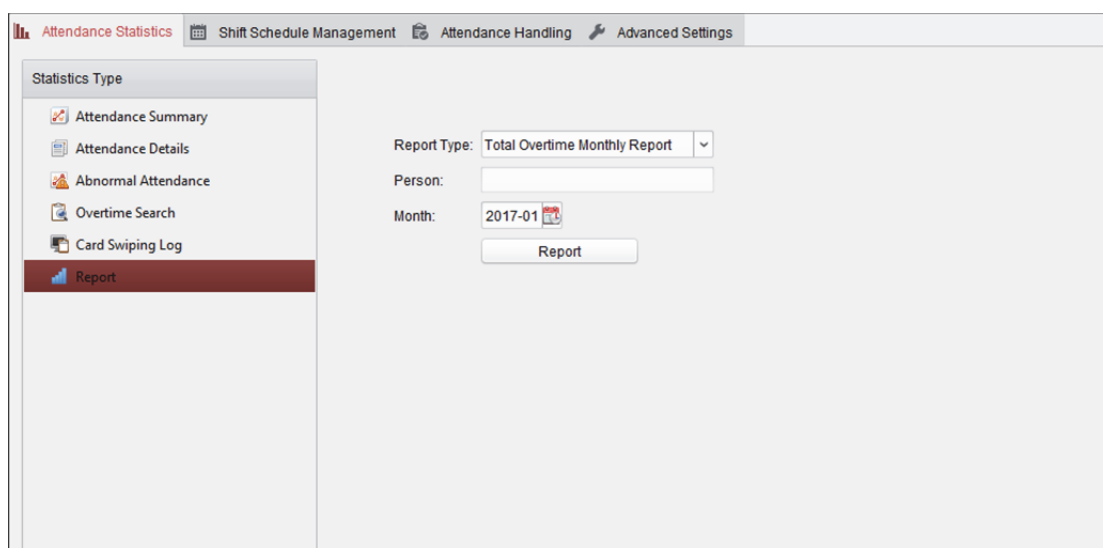 Attendance Statistics Shift Schedule Management Attendance Handling Advanced Settings
Statistics Type
Attendance Summary
Attendance Details
Abnormal Attendance
Overtime Search
Card Swiping Log
Report
Report Type: Total Overtime Monthly Report
Person:
Month: 2017-01
Report